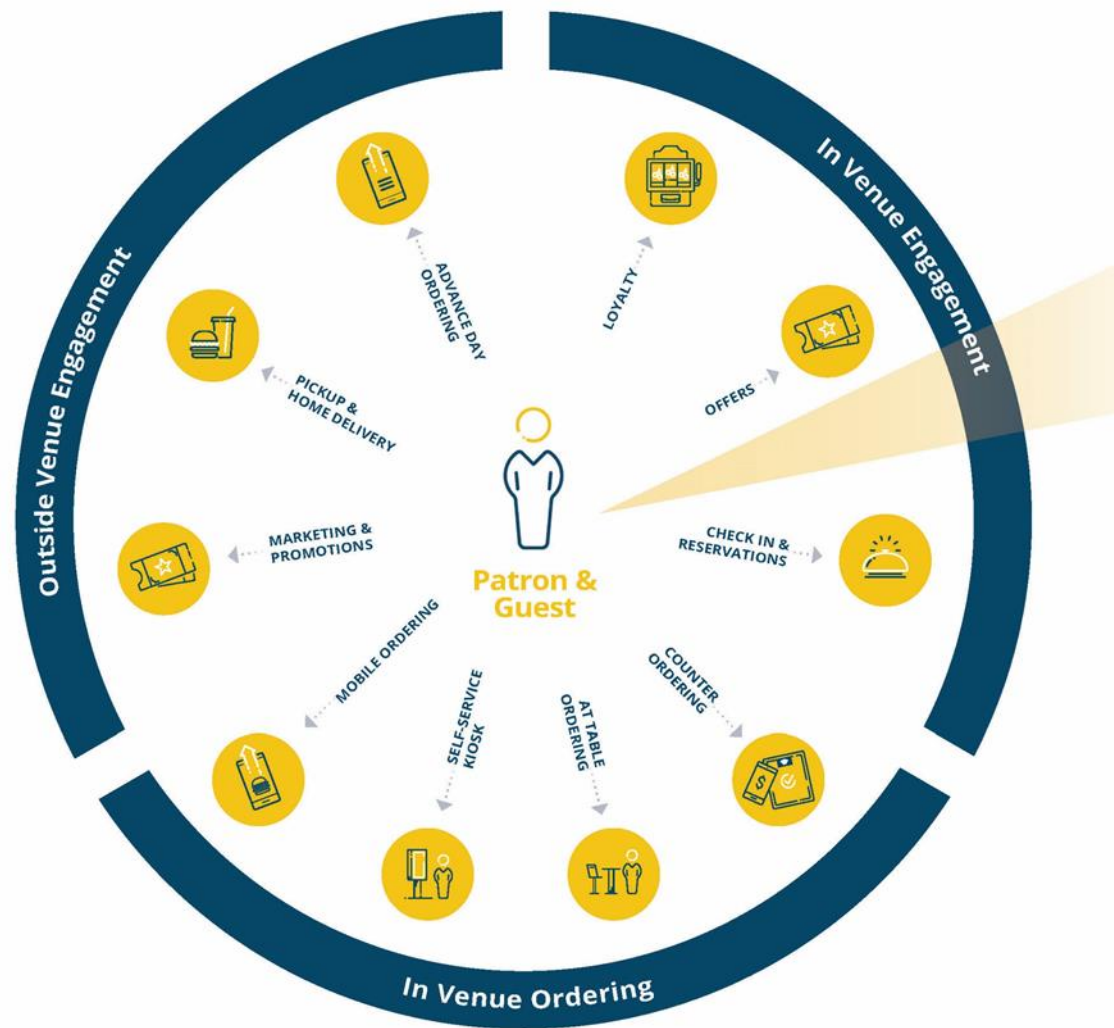 In Venue Engagement
Outside Venue Engagement
In Venue Ordering
ADVANCE DAY
ORDERING
LOYALTY
PICKUP &
HOME DELIVERY
OFFERS
MARKETING &
PROMOTIONS
CHECK IN &
RESERVATIONS
Patron &
Guest
MOBILE ORDERING
SELF-SERVICE
KIOSK
AT TABLE
ORDERING
COUNTER
ORDERING
$